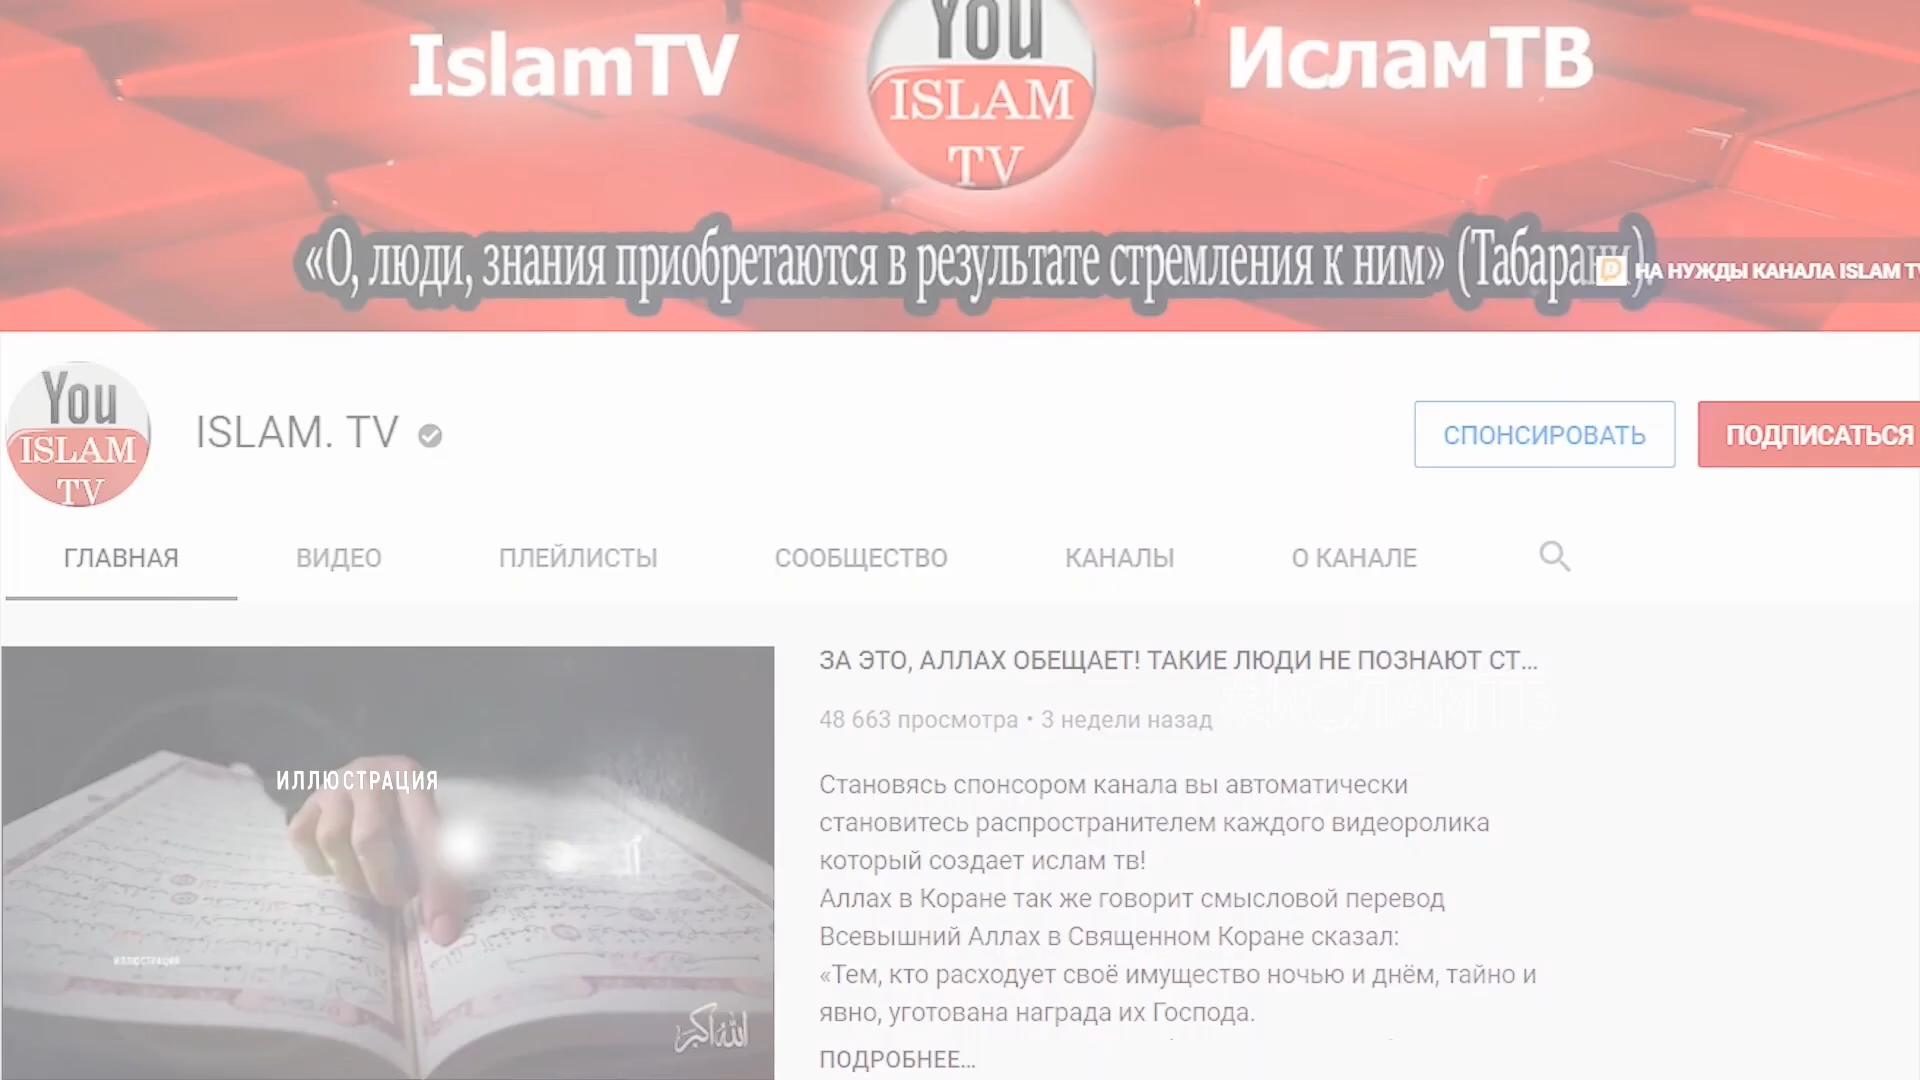 IslamTV
You
ISLAM
TV
ИсламТВ
«О, люди, знания приобретаются в результате стремления к ним»
НА НУЖДЫ КАНАЛА ISLAM
You
ISLAM
TV
ISLAM. TV
СПОНСИРОВАТЬ
ПОДПИСАТЬСЯ
ГЛАВНАЯ
ВИДЕО
ПЛЕЙЛИСТЫ
СООБЩЕСТВО
КАНАЛЫ
О КАНАЛЕ
ИЛЛЮСТРАЦИЯ
ИЛЛЮСТРАЦИЯ
الله اكبر
ЗА ЭТО, АЛЛАХ ОБЕЩАЕТ! ТАКИЕ ЛЮДИ НЕ ПОЗНАЮТ СТ...
48 663 просмотра • 3 недели назад
Становясь спонсором канала вы автоматически
становитесь распространителем каждого видеоролика
который создает ислам тв!
Аллах в Коране так же говорит смысловой перевод
Всевышний Аллах в Священном Коране сказал:
«Тем, кто расходует своё имущество ночью и днём, тайно и
явно, уготована награда их Господа.
ПОДРОБНЕЕ...